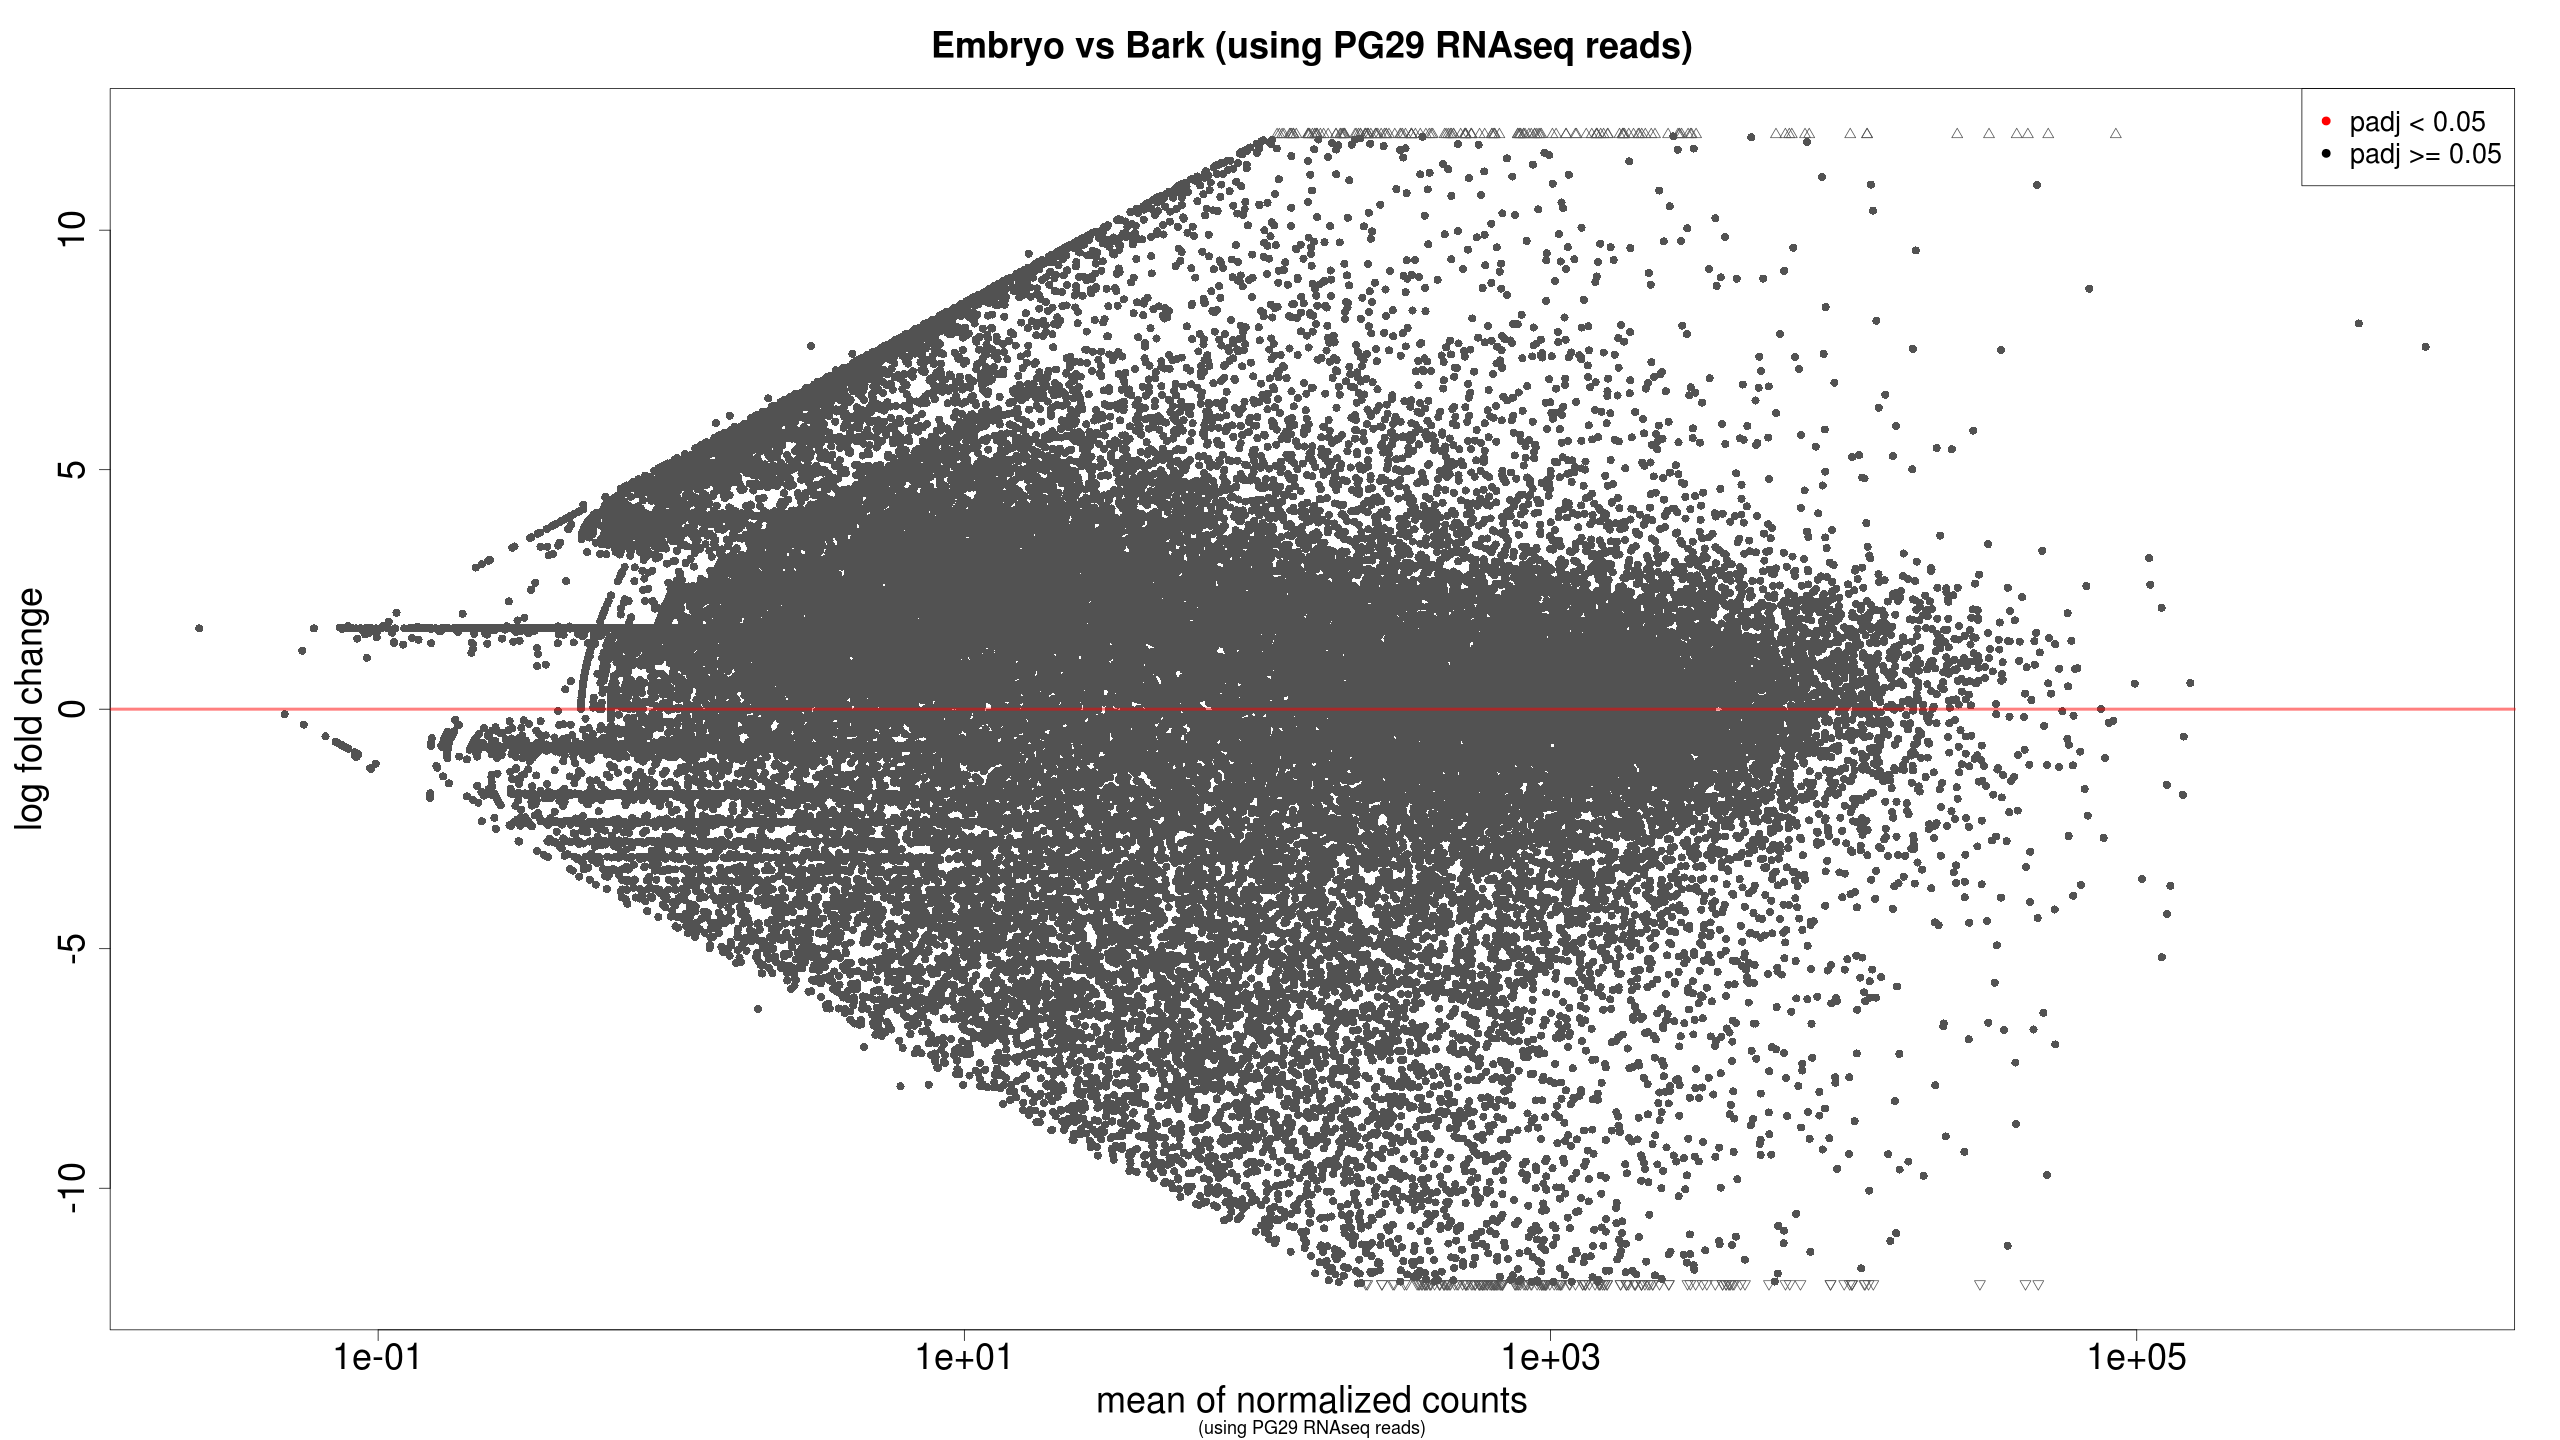 Embryo vs Bark (using PG29 RNAseq reads)
padj < 0.05
padj >= 0.05
log fold change
10
5
0
-5
-10
1e-01
1e+01
1e+03
1e+05
mean of normalized counts
(using PG29 RNAseq reads)